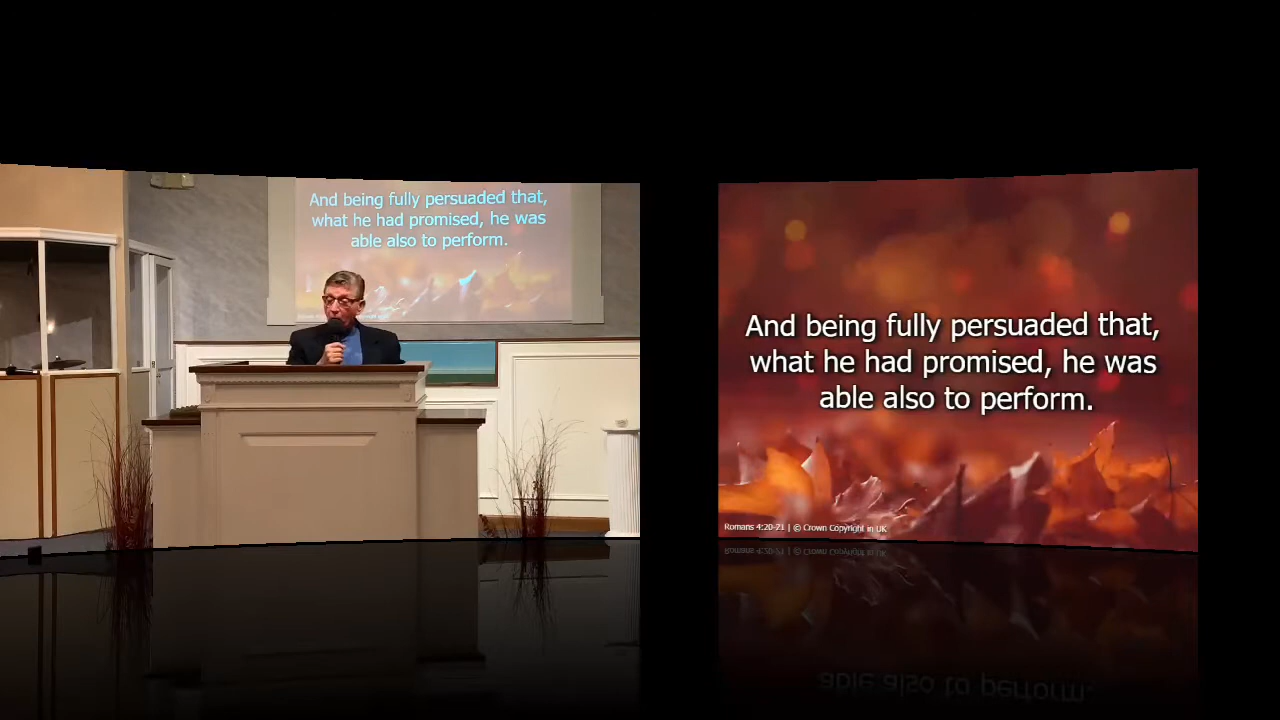 And being fully persuaded that,
what he had promised, he was
able also to perform.
And being fully persuaded that,
what he had promised, he was
able also to perform.
Romans 4:20-21 | © Crown Copyright in UK